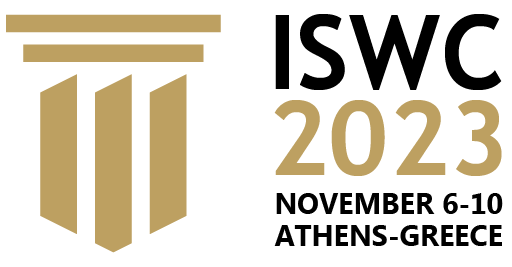 ISWC
2023
NOVEMBER 6-10
ATHENS-GREECE